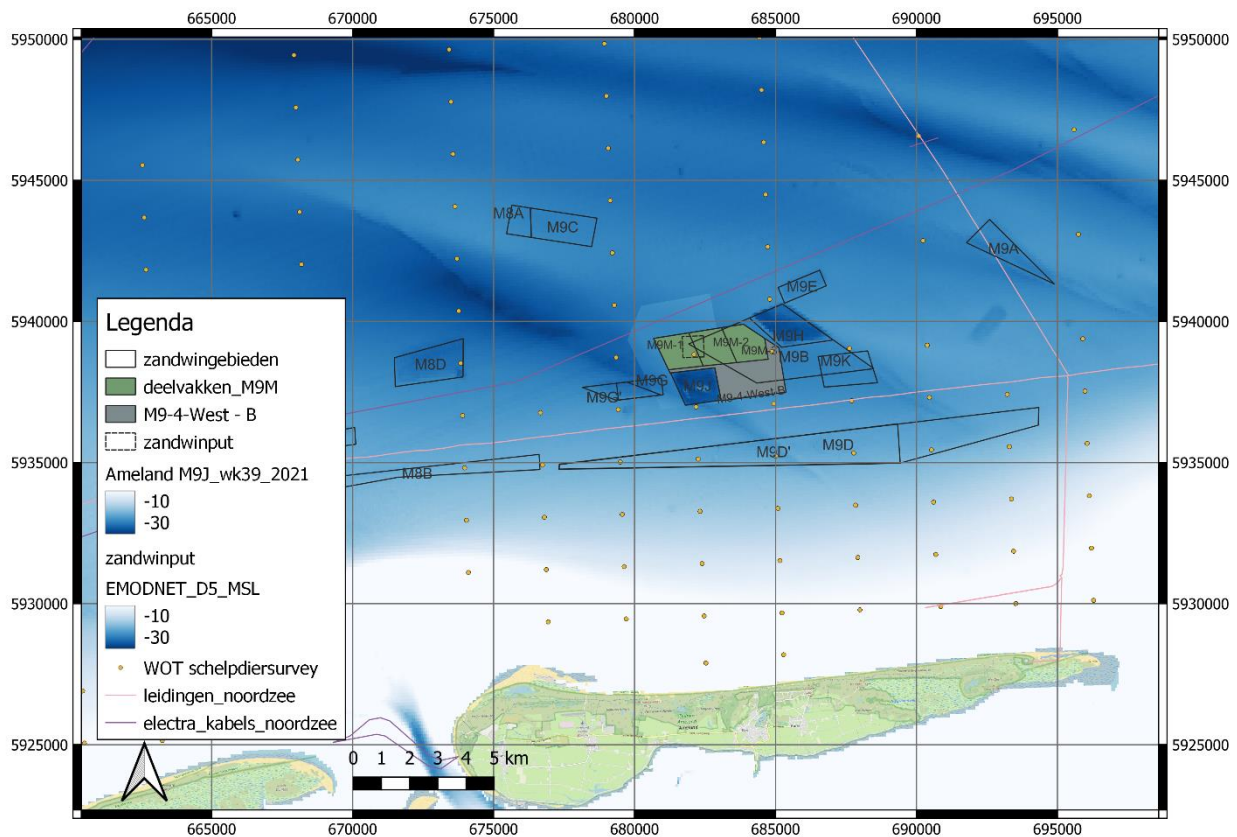 665000 670000 675000 680000 685000 690000 695000
5950000 5950000
5945000 5945000
M8A
M9C
M9A
M9E
5940000 5940000
M9H
M9M-1
M9M-2
M9B
M8D
M9K
M9G
M9J
M9G'
M9-4-West B
M9D
M9D'
5935000 5935000
M8B
5930000 5930000
5925000 5925000
Legenda
zandwingebieden
deelvakken_M9M
M9-4-West - B
zandwinput
Ameland M9J_wk39_2021
-10
-30
zandwinput
EMODNET_D5_MSL
-10
-30
WOT schelpdiersurvey
leidingen_noordzee
electra_kabels_noordzee
0 1 2 3 4 5 km
665000 670000 675000 680000 685000 690000 695000